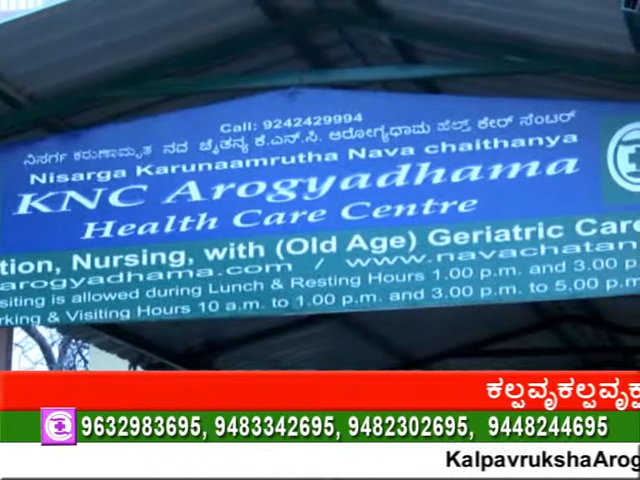 Call: 9242429994
ನಿಸರ್ಗ ಕರುಣಾಮೃತ ನವ ಚೈತನ್ಯ ಕೆ.ಎನ್.ಸಿ. ಆರೋಗ್ಯಧಾಮ ಹೆಲ್ತ್ ಕೇರ್ ಸೆಂಟರ್
Nisarga Karunaamrutha Nava chaithanya
KNC Arogyadhama
Health Care Centre
tion, Nursing, with (Old Age) Geriatric Care
arogyadhama.com / www.navachatan
siting is allowed during Lunch & Resting Hours 1.00 p.m. and 3.00 p.
rking & Visiting Hours 10 a.m. to 1.00 p.m. and 3.00 p.m. to 5.00 p.m
ಕಲ್ಪವೃಕಲ್ಪವೃಕ್ಷ
9632983695, 9483342695, 9482302695, 9448244695
KalpavrukshaArog